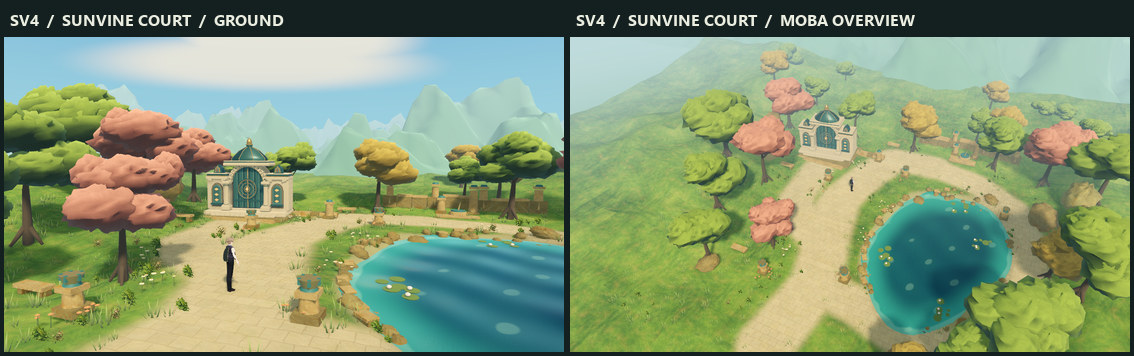 SV4 / SUNVINE COURT / GROUND
SV4 / SUNVINE COURT / MOBA OVERVIEW